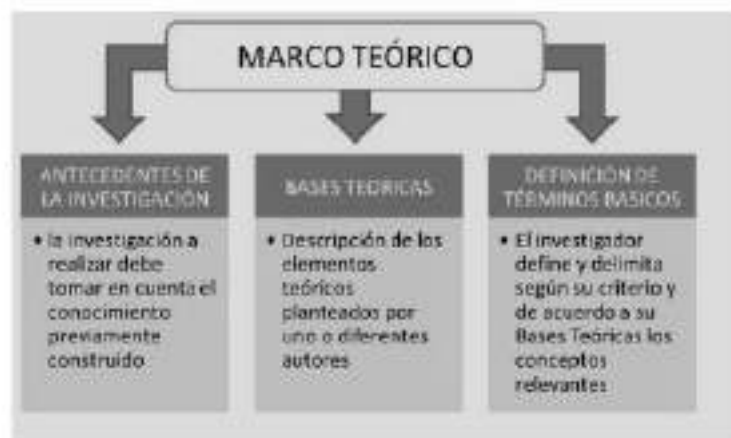 MARCO TEÓRICO
ANTECEDENTES DE
LA INVESTIGACIÓN
• la investigación a
realizar debe
tomar en cuenta el
conocimiento
previamente
construido
BASES TEÓRICAS
• Descripción de los
elementos
teóricos
planteados por
uno o diferentes
autores
DEFINICIÓN DE
TÉRMINOS BASICOS
• El investigador
define y delimita
según su criterio y
de acuerdo a su
Bases Teóricas los
conceptos
relevantes